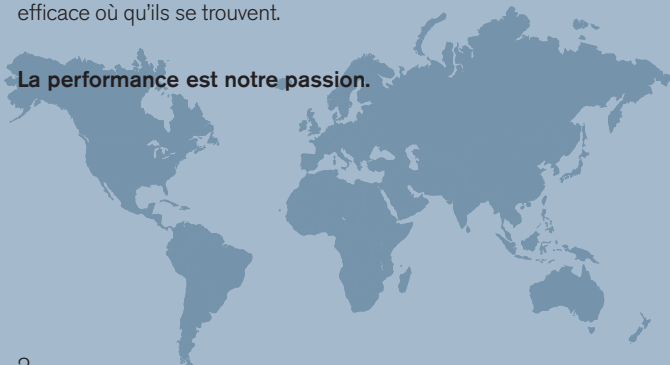 efficace où qu'ils se trouvent.
La performance est notre passion.